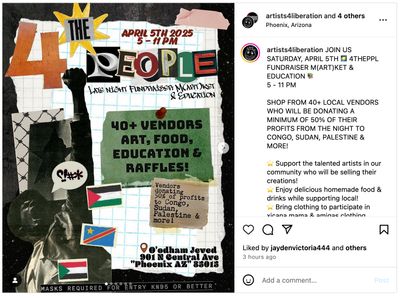 APRIL 5TH 2025
5 - 11 PM
4 THE PEOPLE
LATE NIGHT FUNDRAISER M(ART)KET
& EDUCATION
40+ VENDORS
ART, FOOD,
EDUCATION &
RAFFLES!
Vendors
donating
50% of profits
to Congo,
Sudan,
Palestine &
more!
O'odham Jeved
901 N Central Ave
"Phoenix AZ" 85013
MASKS REQUIRED FOR ENTRY KN95 OR BETTER
artists4liberation and 4 others
Phoenix, Arizona
artists4liberation JOIN US
SATURDAY, APRIL 5TH 4THEPPL
FUNDRAISER M(ART)KET &
EDUCATION
5 - 11 PM
SHOP FROM 40+ LOCAL VENDORS
WHO WILL BE DONATING A
MINIMUM OF 50% OF THEIR
PROFITS FROM THE NIGHT TO
CONGO, SUDAN, PALESTINE &
MORE!
Support the talented artists in our
community who will be selling their
creations!
Enjoy delicious homemade food &
drinks while supporting local!
Bring clothing to participate in
xicana mama & amigas clothing
Liked by jaydenvictoria444 and others
3 hours ago
Add a comment...
Post